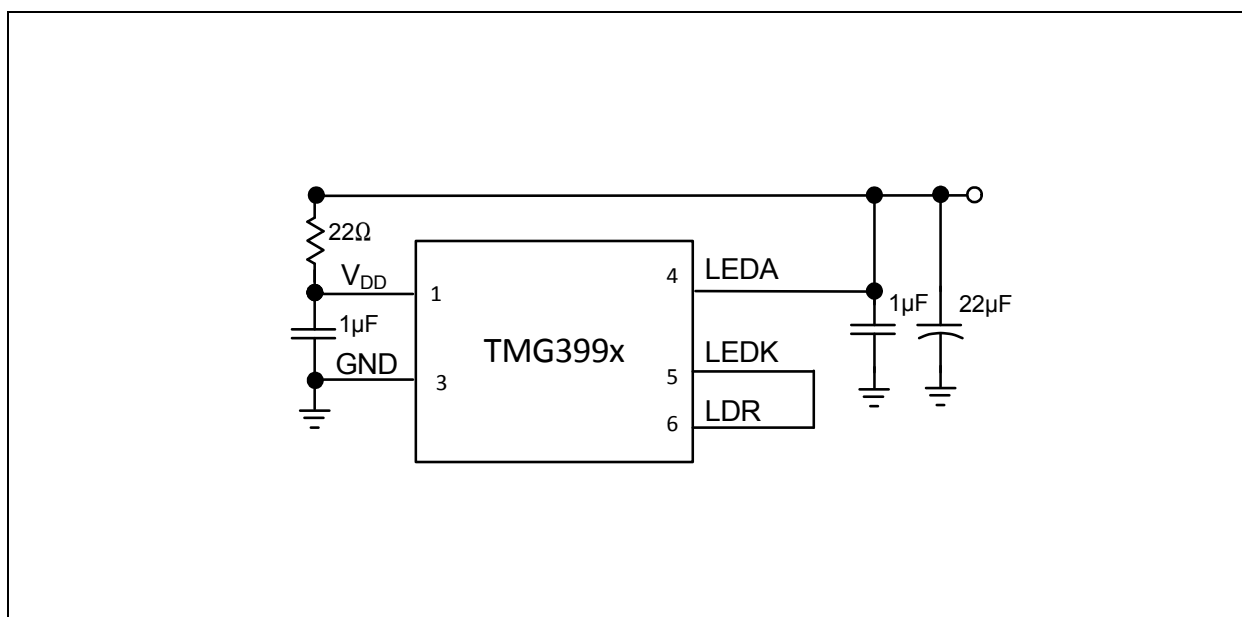 22Ω
V_DD
1
4
LEDA
1µF
22µF
1µF
TMG399x
LEDK
GND
3
5
LDR
6